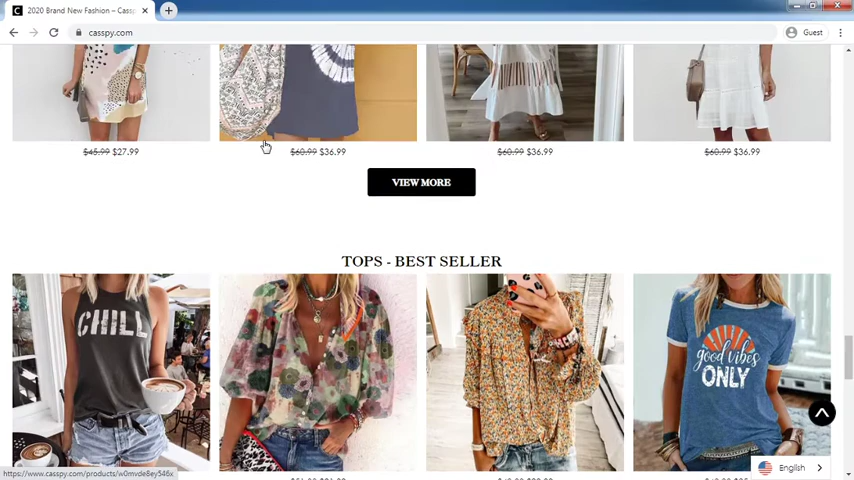 2020 Brand New Fashion – Cassp
casspy.com
Guest
$45.99 $27.99
$60.99 $36.99
$60.99 $36.99
$60.99 $36.99
VIEW MORE
TOPS - BEST SELLER
CHILL
good vibes
ONLY
https://www.casspy.com/products/w0mvde8ey546x
English